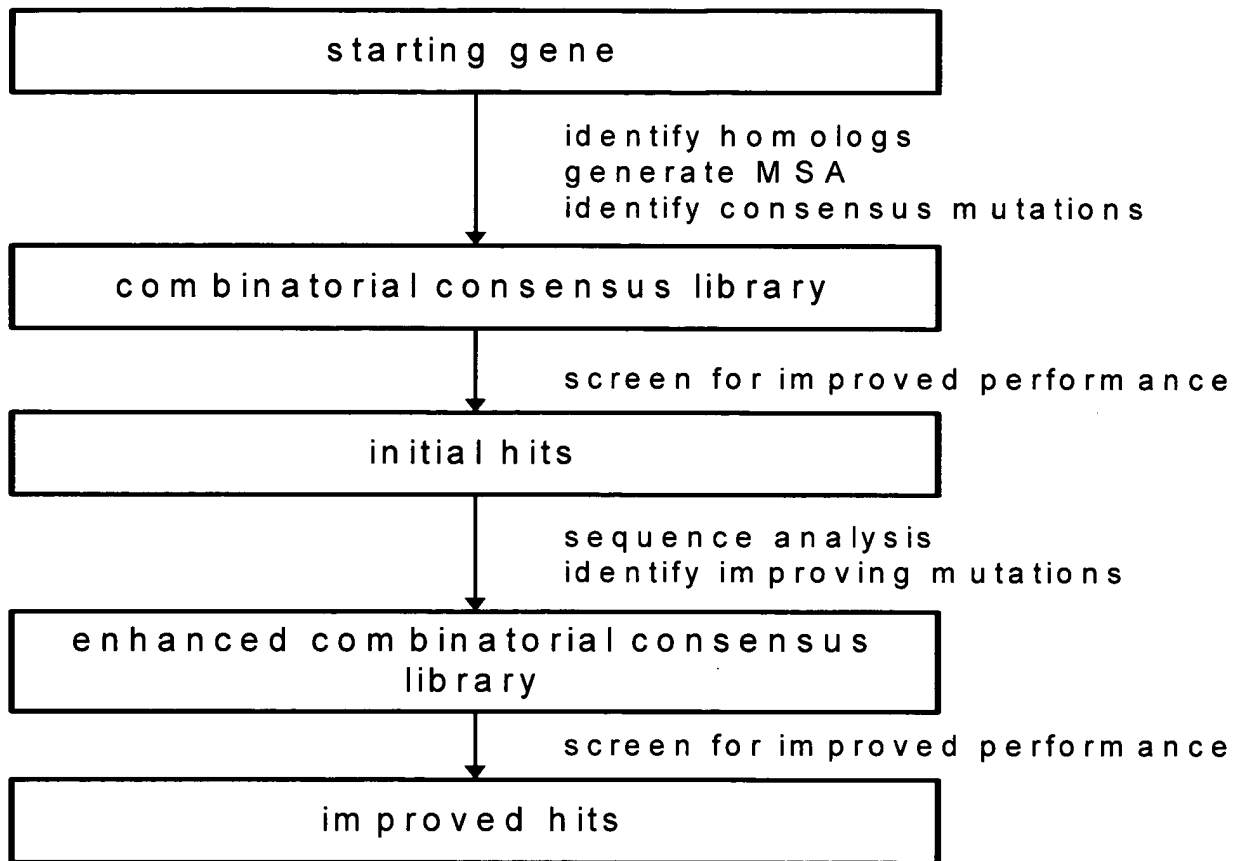 starting gene
identify homologs
generate MSA
identify consensus mutations
combinatorial consensus library
screen for improved performance
initial hits
sequence analysis
identify improving mutations
enhanced combinatorial consensus
library
screen for improved performance
improved hits